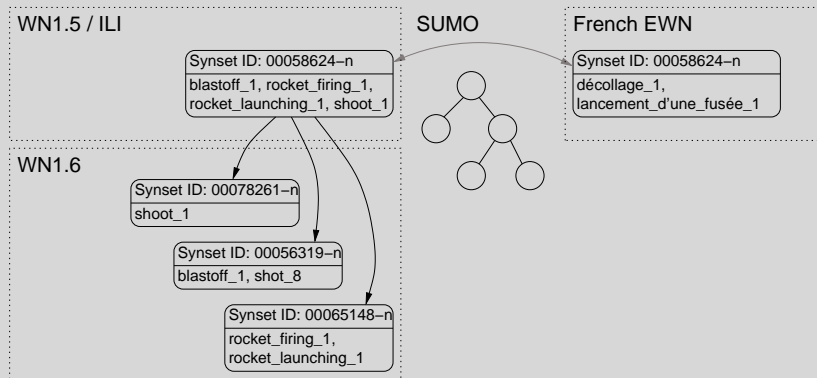 WN1.5 / ILI
Synset ID: 00058624–n
blastoff_1, rocket_firing_1,
rocket_launching_1, shoot_1
SUMO
French EWN
Synset ID: 00058624–n
décollage_1,
lancement_d'une_fusée_1
WN1.6
Synset ID: 00078261–n
shoot_1
Synset ID: 00056319–n
blastoff_1, shot_8
Synset ID: 00065148–n
rocket_firing_1,
rocket_launching_1